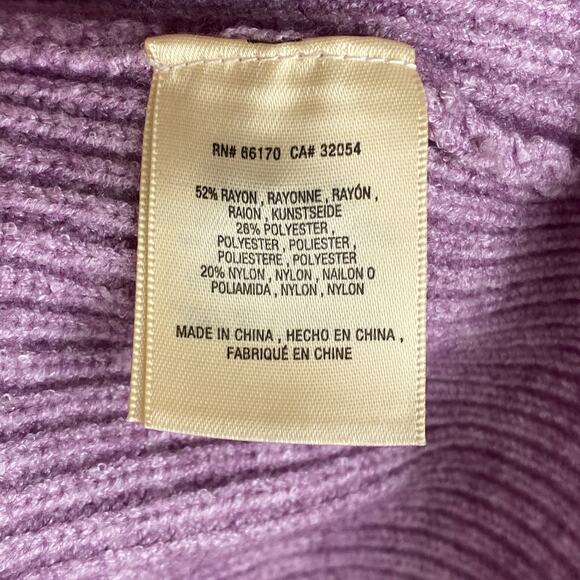 RN# 66170 CA# 32054
52% RAYON , RAYONNE , RAYÓN ,
RAION , KUNSTSEIDE
28% POLYESTER ,
POLYESTER , POLIESTER ,
POLIESTERE , POLYESTER
20% NYLON , NYLON , NAILON O
POLIAMIDA , NYLON , NYLON
MADE IN CHINA , HECHO EN CHINA ,
FABRIQUÉ EN CHINE